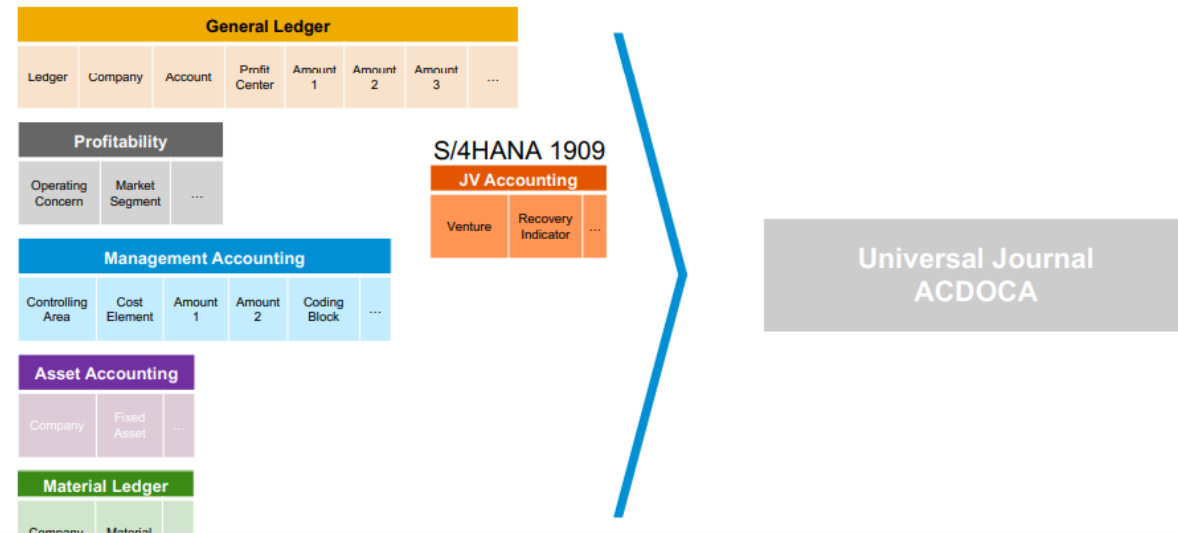 General Ledger
Ledger Company Account Profit Center Amount 1 Amount 2 Amount 3 ...
Profitability
Operating Concern Market Segment ...
S/4HANA 1909
JV Accounting
Venture Recovery Indicator ...
Management Accounting
Controlling Area Cost Element Amount 1 Amount 2 Coding Block ...
Asset Accounting
Company Fixed Asset ...
Material Ledger
Company Material
Universal Journal
ACDOCA